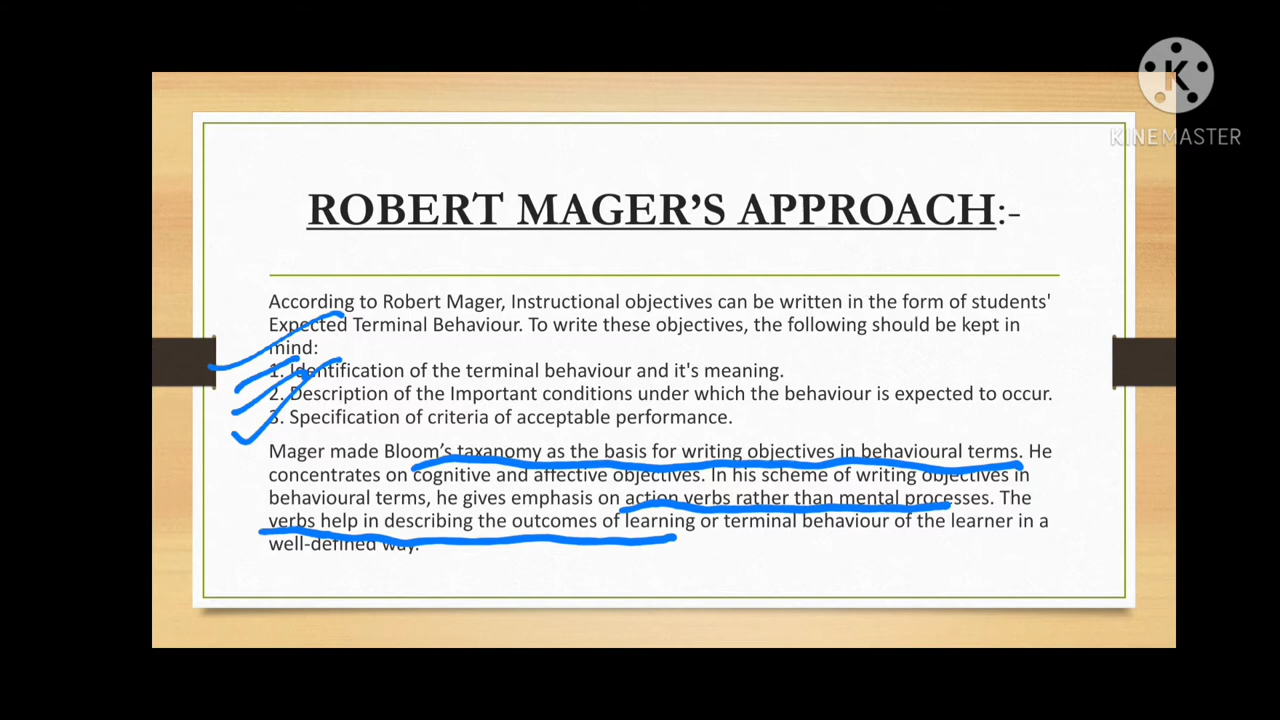 K
KINEMASTER
ROBERT MAGER’S APPROACH:-
According to Robert Mager, Instructional objectives can be written in the form of students'
Expected Terminal Behaviour. To write these objectives, the following should be kept in
mind:
1. Identification of the terminal behaviour and it's meaning.
2. Description of the Important conditions under which the behaviour is expected to occur.
3. Specification of criteria of acceptable performance.
Mager made Bloom’s taxanomy as the basis for writing objectives in behavioural terms. He
concentrates on cognitive and affective objectives. In his scheme of writing objectives in
behavioural terms, he gives emphasis on action verbs rather than mental processes. The
verbs help in describing the outcomes of learning or terminal behaviour of the learner in a
well-defined way.